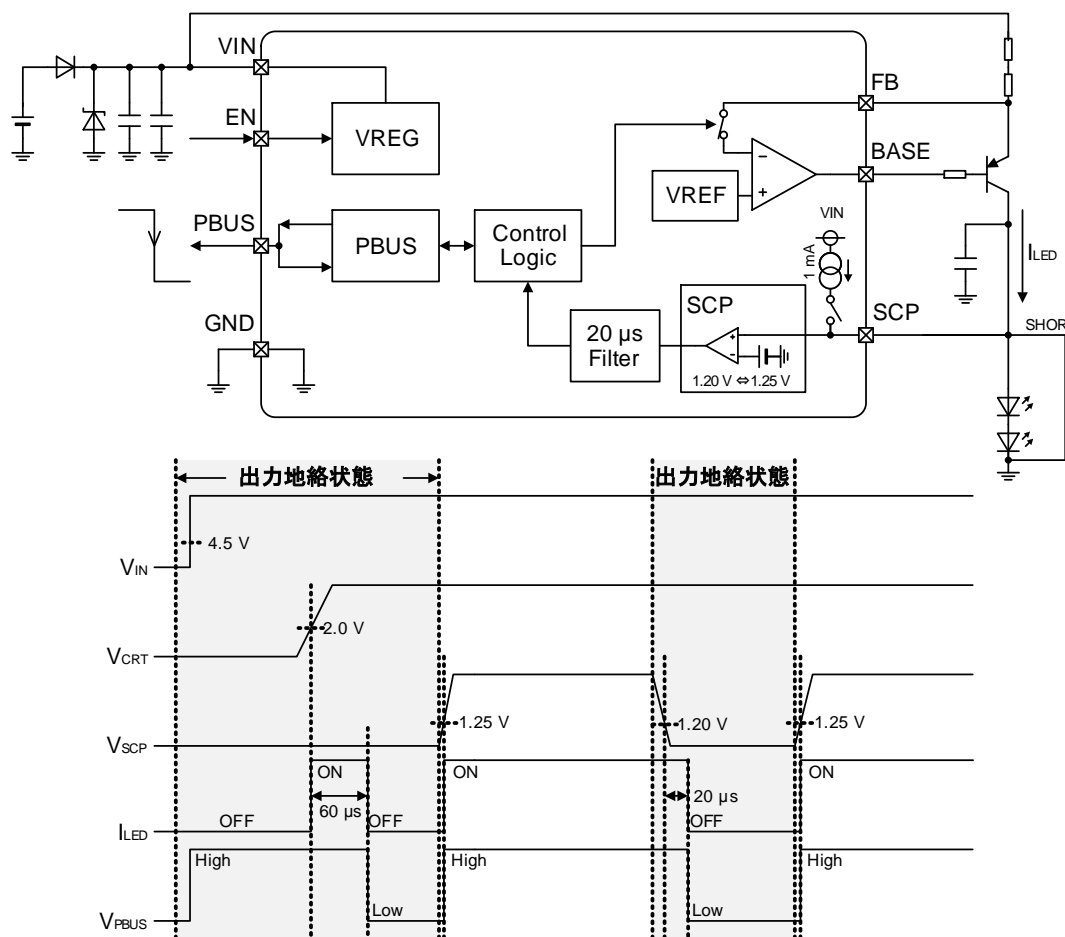 VIN
EN
VREG
PBUS
PBUS
GND
Control
Logic
20 µs
Filter
FB
BASE
VREF
VIN
1 mA
SCP
1.20 V ⇔ 1.25 V
SCP
ILED
SHOR
出力地絡状態
出力地絡状態
VIN
4.5 V
VCRT
2.0 V
VSCP
1.25 V
1.20 V
1.25 V
ILED
OFF
ON
60 µs
OFF
ON
20 µs
OFF
ON
VPBUS
High
Low
High
Low
High